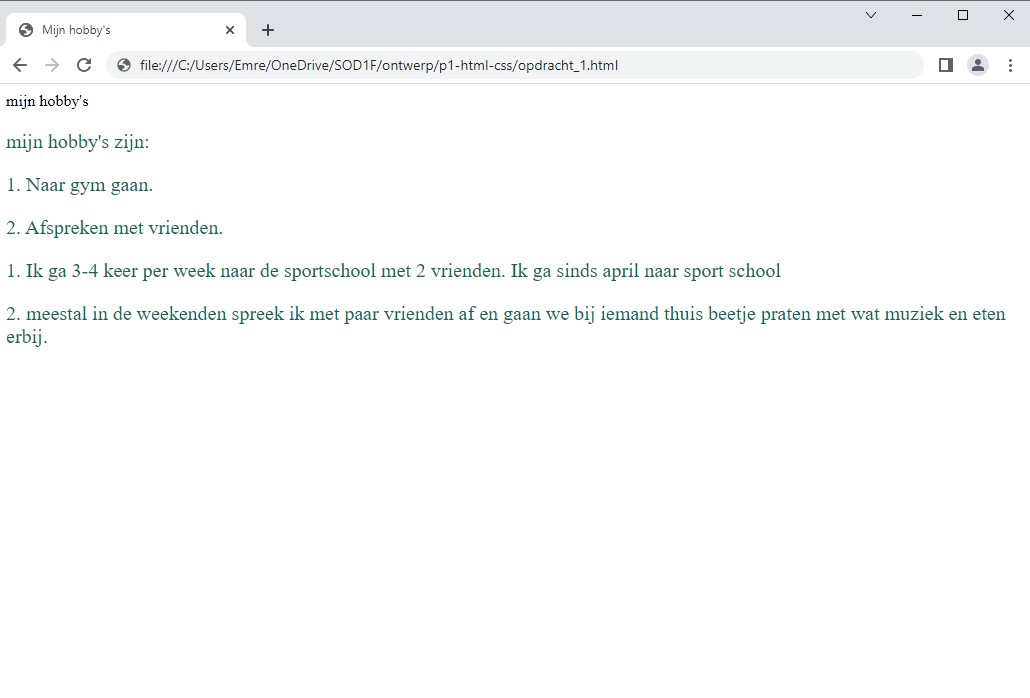 Mijn hobby's
file:///C:/Users/Emre/OneDrive/SOD1F/ontwerp/p1-html-css/opdracht_1.html
mijn hobby's
mijn hobby's zijn:
1. Naar gym gaan.
2. Afspreken met vrienden.
1. Ik ga 3-4 keer per week naar de sportschool met 2 vrienden. Ik ga sinds april naar sport school
2. meestal in de weekenden spreek ik met paar vrienden af en gaan we bij iemand thuis beetje praten met wat muziek en eten
erbij.